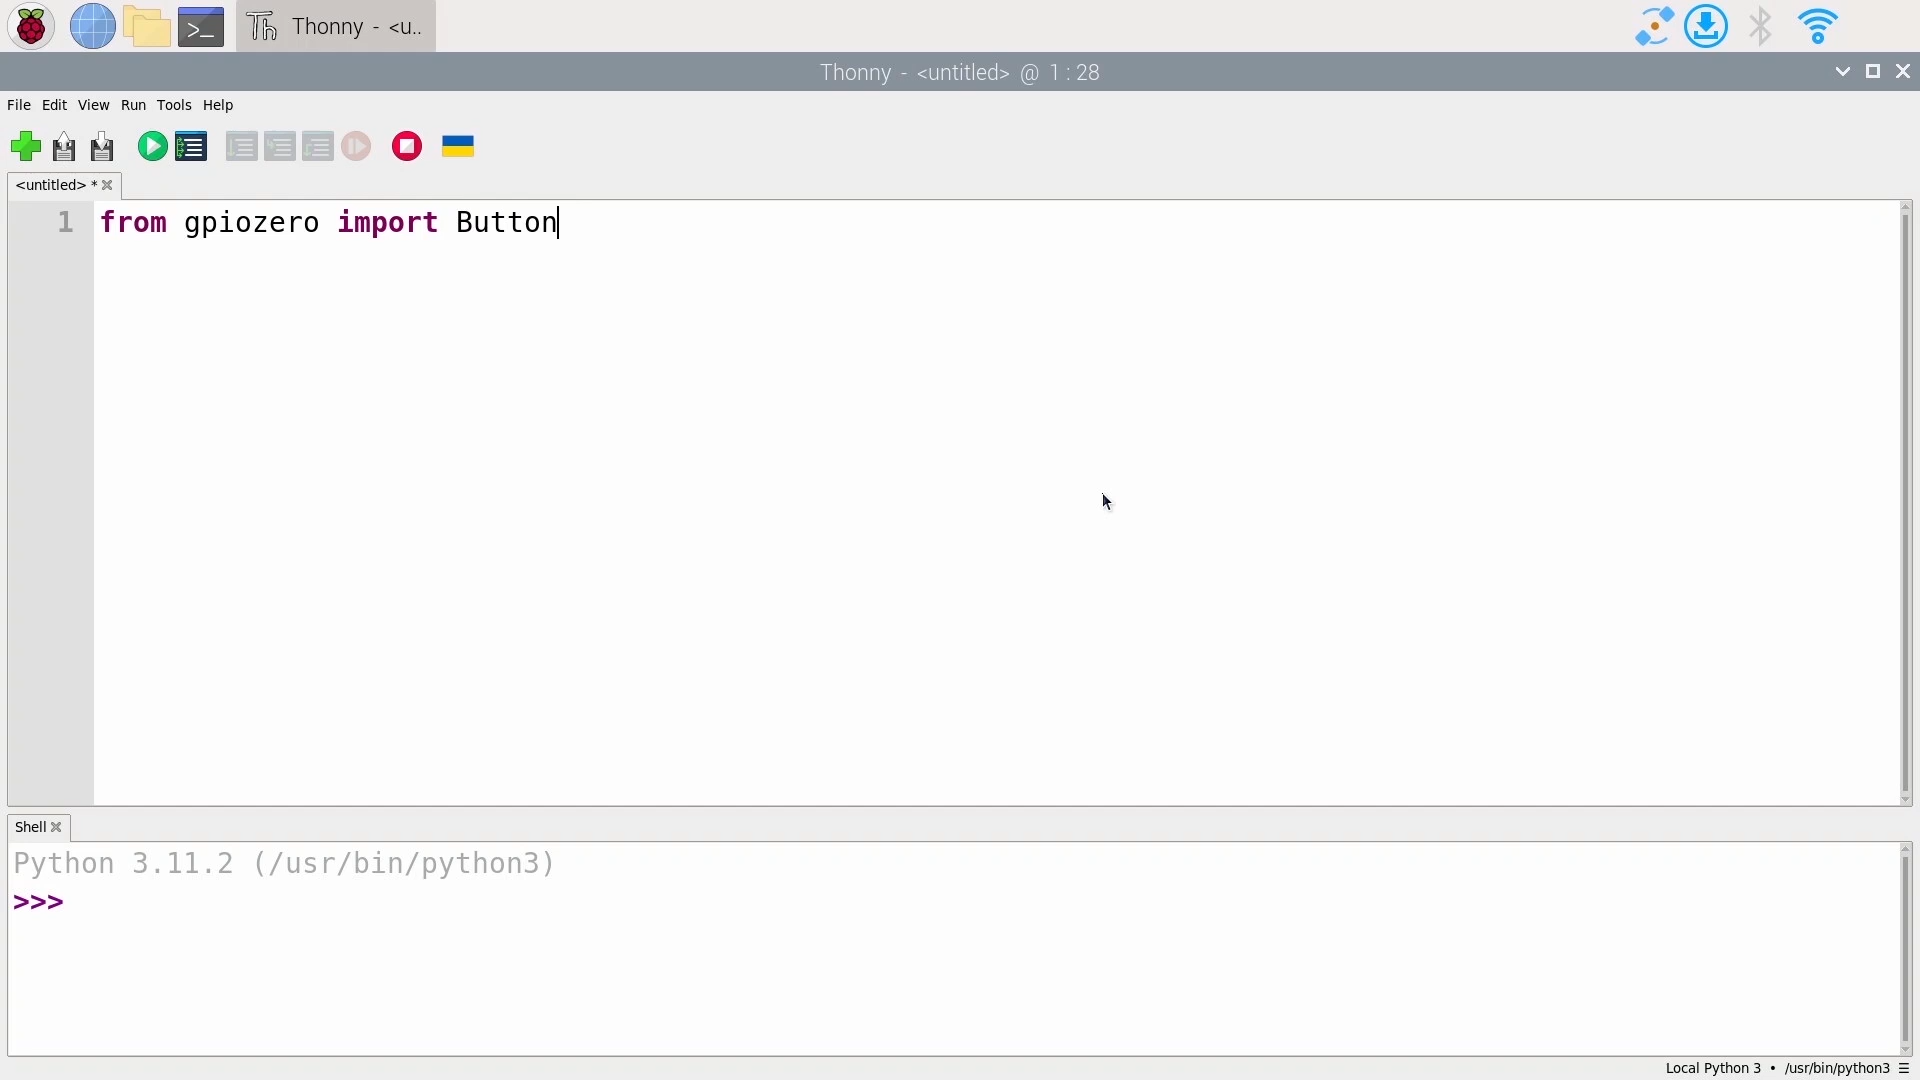 Thonny - <u..
Thonny - <untitled> @ 1 : 28
File Edit View Run Tools Help
<untitled> *
1 from gpiozero import Button
Shell
Python 3.11.2 (/usr/bin/python3)
>>>
Local Python 3 • /usr/bin/python3 ☰